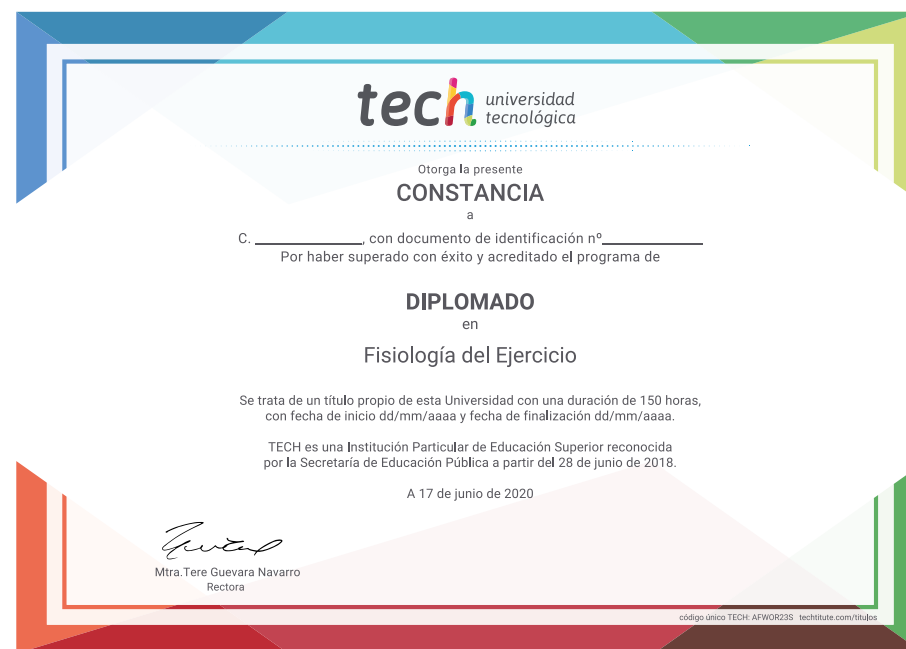 tech universidad
tecnológica
Otorga la presente
CONSTANCIA
a
C. ______________, con documento de identificación nº_____________
Por haber superado con éxito y acreditado el programa de
DIPLOMADO
en
Fisiología del Ejercicio
Se trata de un título propio de esta Universidad con una duración de 150 horas,
con fecha de inicio dd/mm/aaaa y fecha de finalización dd/mm/aaaa.
TECH es una Institución Particular de Educación Superior reconocida
por la Secretaría de Educación Pública a partir del 28 de junio de 2018.
A 17 de junio de 2020
Mtra.Tere Guevara Navarro
Rectora
código único TECH: AFWOR23S techtitute.com/titulos